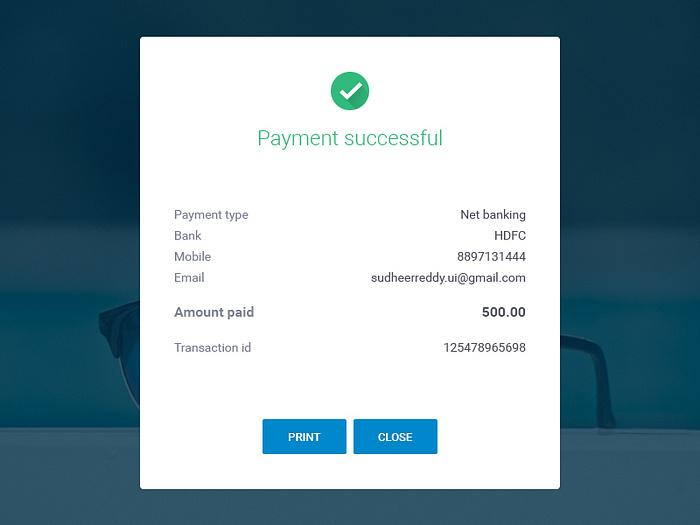 Payment successful
Payment type Net banking
Bank HDFC
Mobile 8897131444
Email sudheerreddy.ui@gmail.com
Amount paid 500.00
Transaction id 125478965698
PRINT CLOSE